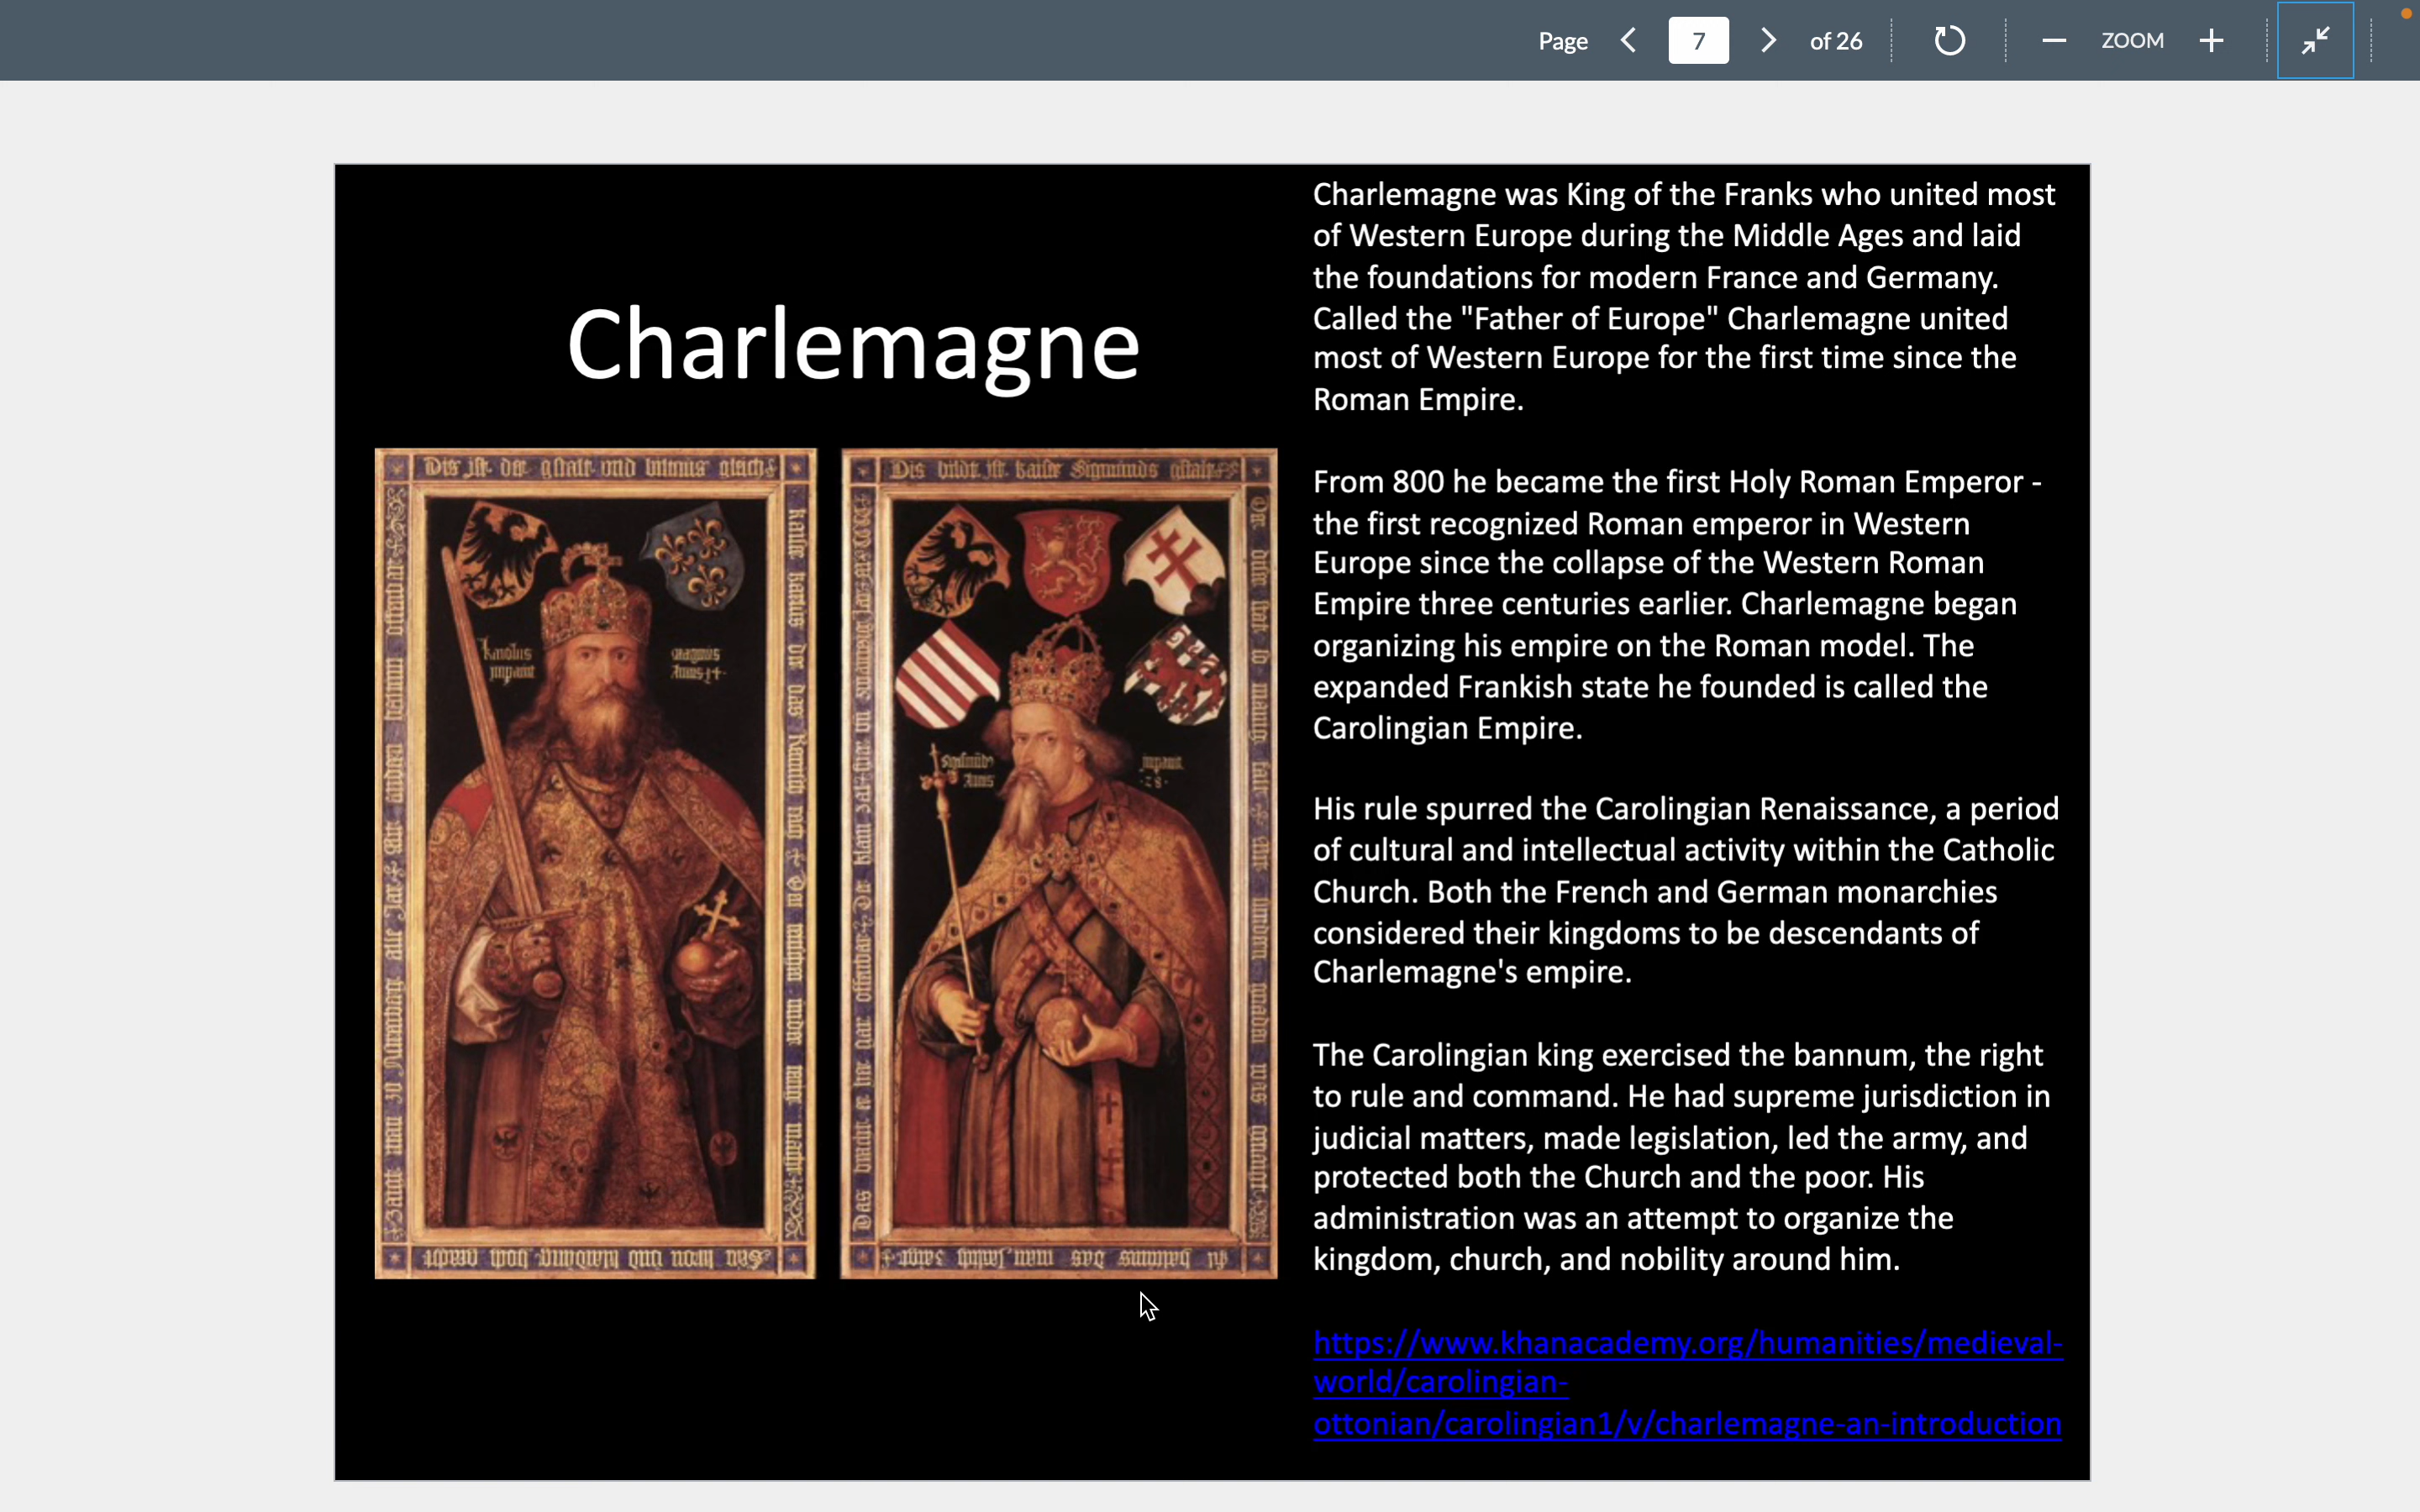 Page 7 of 26 ZOOM
Charlemagne
Charlemagne was King of the Franks who united most
of Western Europe during the Middle Ages and laid
the foundations for modern France and Germany.
Called the "Father of Europe" Charlemagne united
most of Western Europe for the first time since the
Roman Empire.
From 800 he became the first Holy Roman Emperor -
the first recognized Roman emperor in Western
Europe since the collapse of the Western Roman
Empire three centuries earlier. Charlemagne began
organizing his empire on the Roman model. The
expanded Frankish state he founded is called the
Carolingian Empire.
His rule spurred the Carolingian Renaissance, a period
of cultural and intellectual activity within the Catholic
Church. Both the French and German monarchies
considered their kingdoms to be descendants of
Charlemagne's empire.
The Carolingian king exercised the bannum, the right
to rule and command. He had supreme jurisdiction in
judicial matters, made legislation, led the army, and
protected both the Church and the poor. His
administration was an attempt to organize the
kingdom, church, and nobility around him.
https://www.khanacademy.org/humanities/medieval-
world/carolingian-
ottonian/carolingian1/v/charlemagne-an-introduction